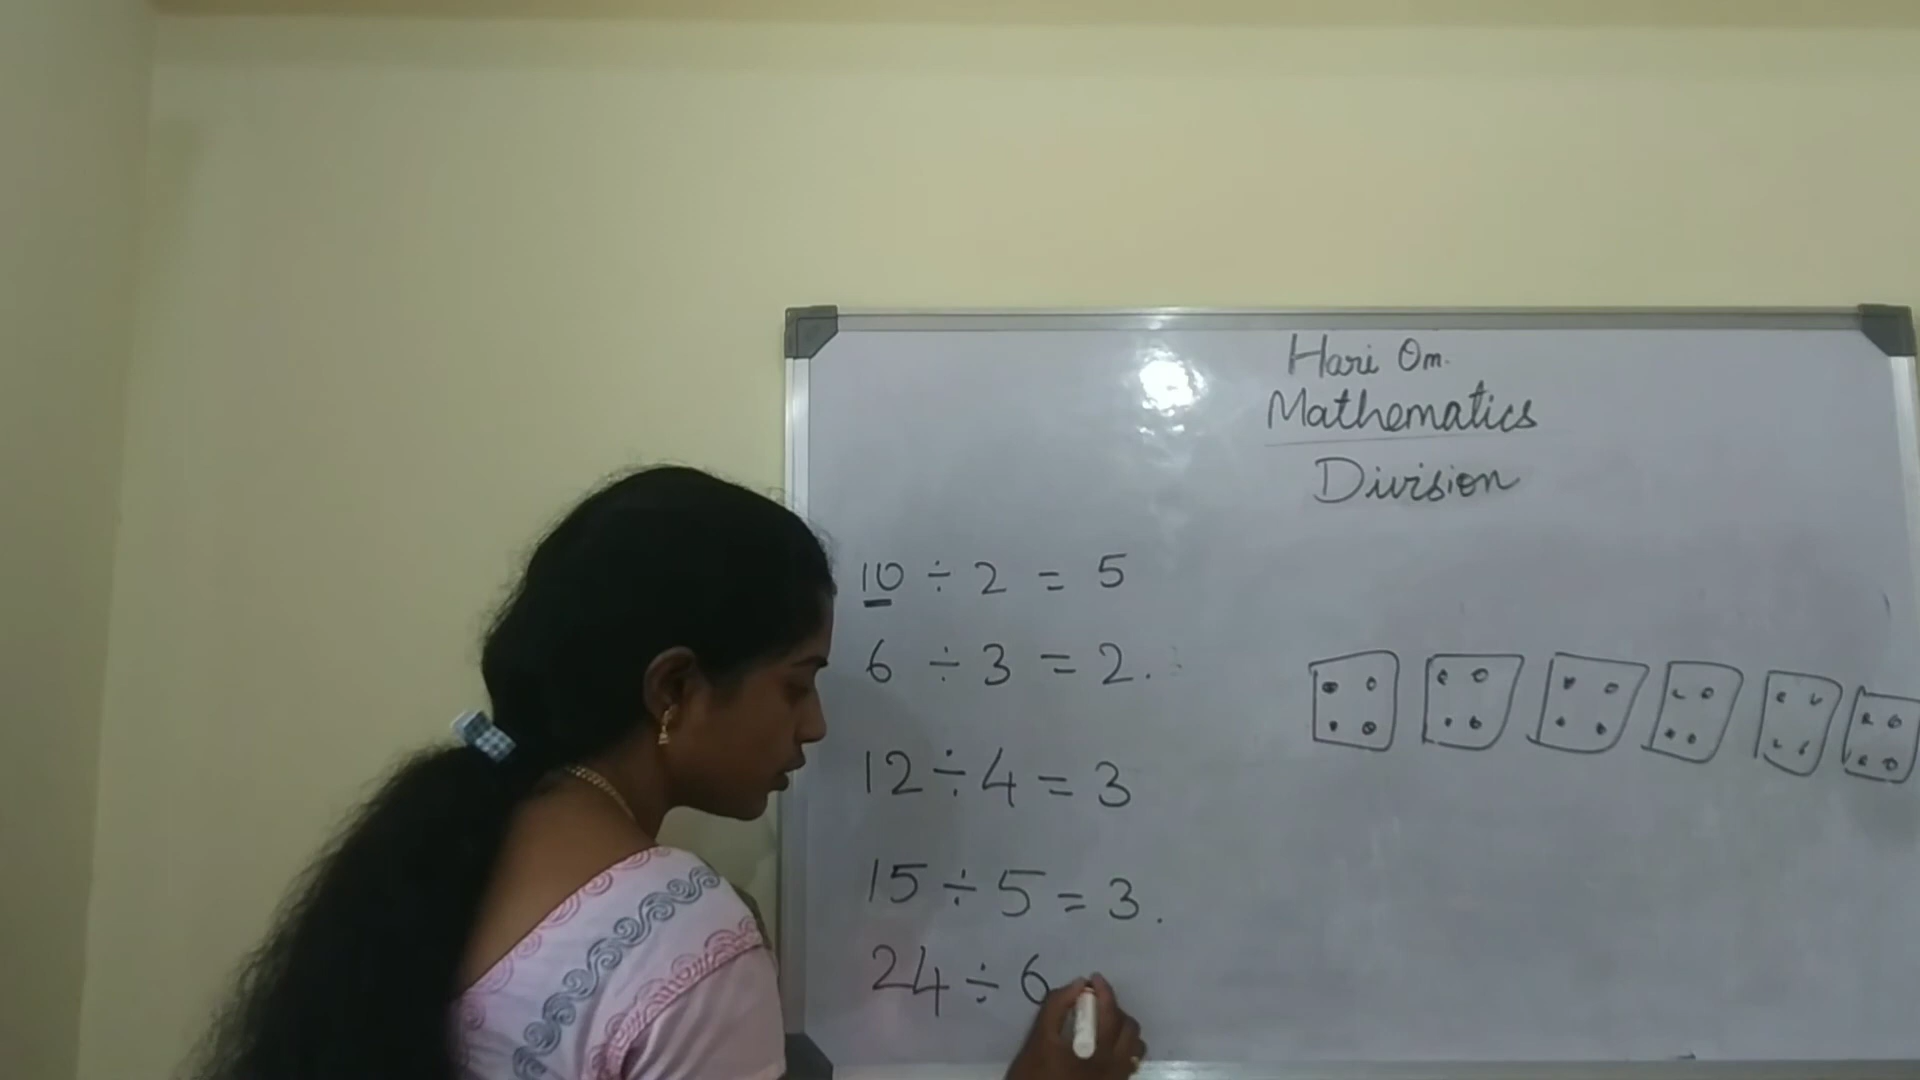 Hari Om.
Mathematics
Division
10 ÷ 2 = 5
6 ÷ 3 = 2.
12 ÷ 4 = 3
15 ÷ 5 = 3.
24 ÷ 6